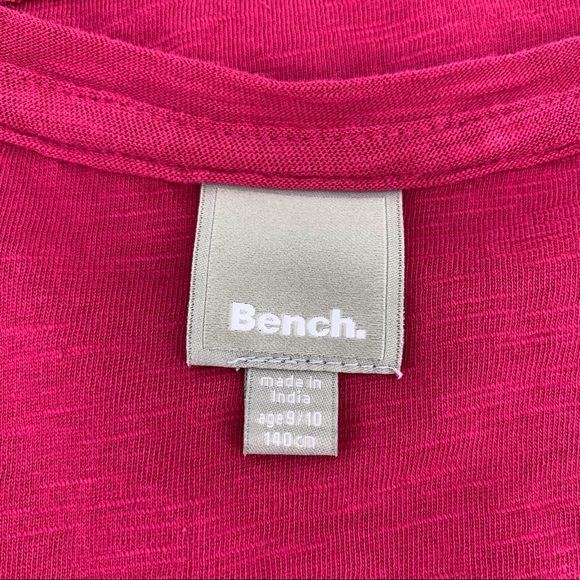 Bench.
made in
India
age 9/10
140cm